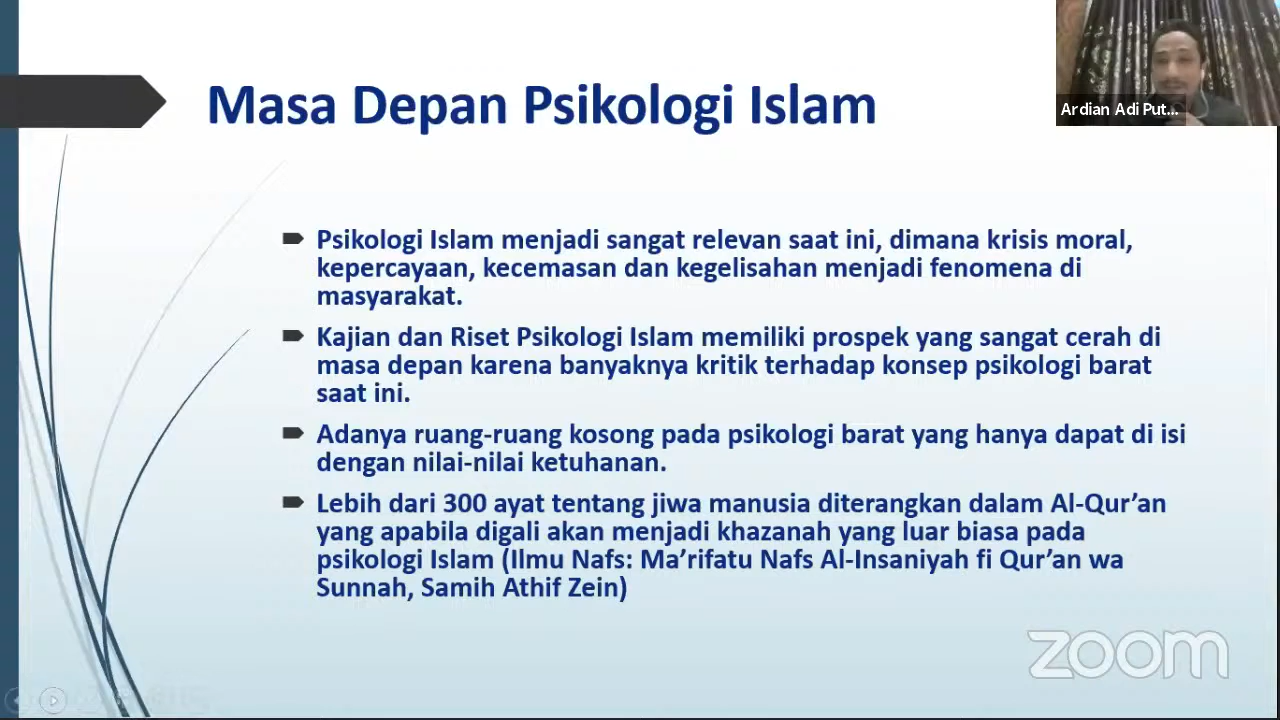 Masa Depan Psikologi Islam
Ardian Adi Put...
Psikologi Islam menjadi sangat relevan saat ini, dimana krisis moral,
kepercayaan, kecemasan dan kegelisahan menjadi fenomena di
masyarakat.
Kajian dan Riset Psikologi Islam memiliki prospek yang sangat cerah di
masa depan karena banyaknya kritik terhadap konsep psikologi barat
saat ini.
Adanya ruang-ruang kosong pada psikologi barat yang hanya dapat di isi
dengan nilai-nilai ketuhanan.
Lebih dari 300 ayat tentang jiwa manusia diterangkan dalam Al-Qur’an
yang apabila digali akan menjadi khazanah yang luar biasa pada
psikologi Islam (Ilmu Nafs: Ma’rifatu Nafs Al-Insaniyah fi Qur’an wa
Sunnah, Samih Athif Zein)
zoom